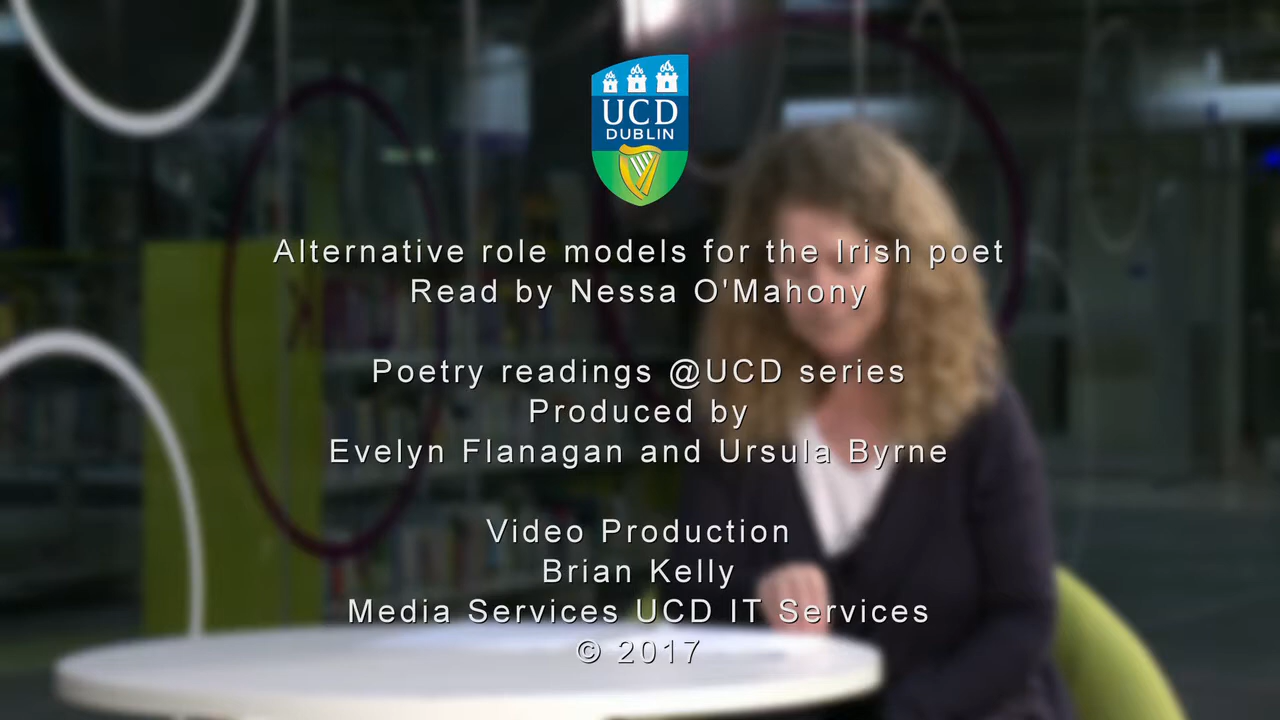 UCD
DUBLIN
Alternative role models for the Irish poet
Read by Nessa O'Mahony
Poetry readings @UCD series
Produced by
Evelyn Flanagan and Ursula Byrne
Video Production
Brian Kelly
Media Services UCD IT Services
© 2017